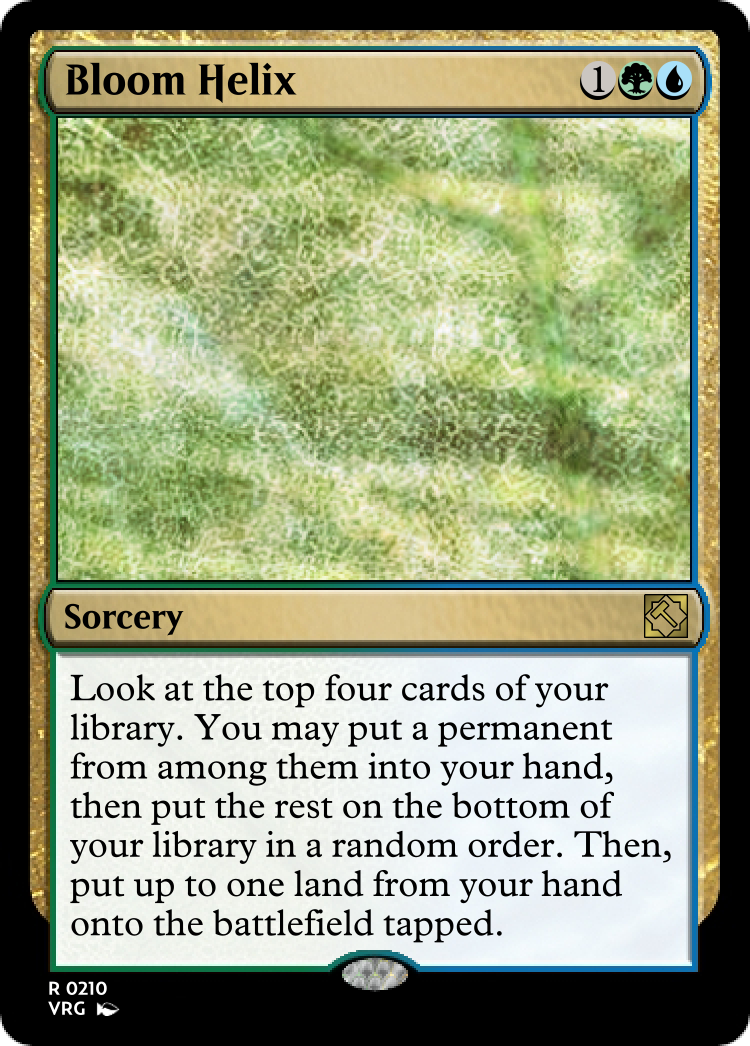 Bloom Helix 1
Sorcery
Look at the top four cards of your
library. You may put a permanent
from among them into your hand,
then put the rest on the bottom of
your library in a random order. Then,
put up to one land from your hand
onto the battlefield tapped.
R 0210
VRG